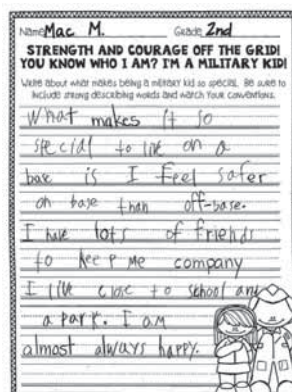 Name Mac M. Grade 2nd
STRENGTH AND COURAGE OFF THE GRID!
YOU KNOW WHO I AM? I'M A MILITARY KID!
Write about what makes being a military kid so special. Be sure to
include strong describing words and watch your conventions.
What makes it so
special to live on a
base is I feel safer
on base than off-base.
I have lots of friends
to keep me company
I live close to school and
a park. I am
almost always happy.